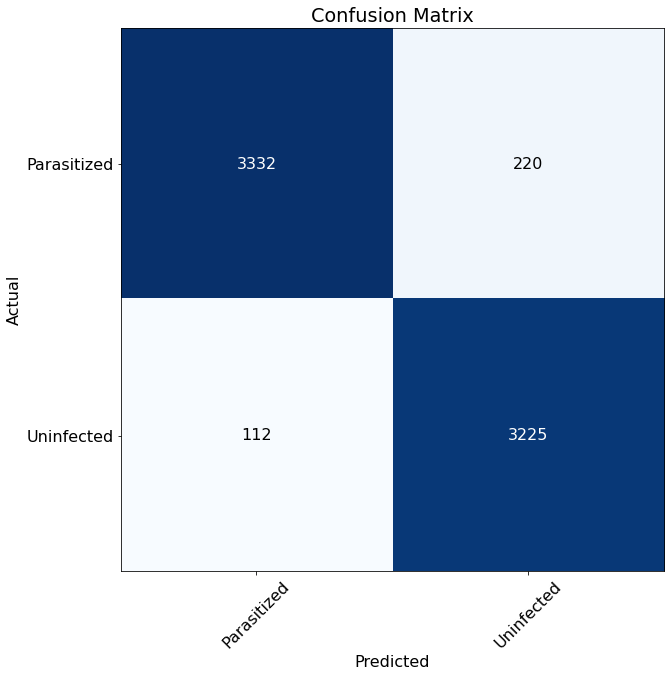 Confusion Matrix
Parasitized
3332
220
Actual
Uninfected
112
3225
Parasitized
Uninfected
Predicted